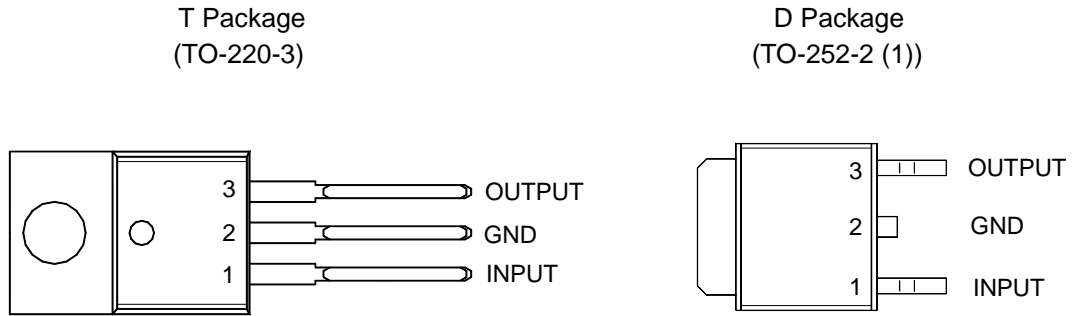 T Package
(TO-220-3)
3 OUTPUT
2 GND
1 INPUT
D Package
(TO-252-2 (1))
3 OUTPUT
2 GND
1 INPUT